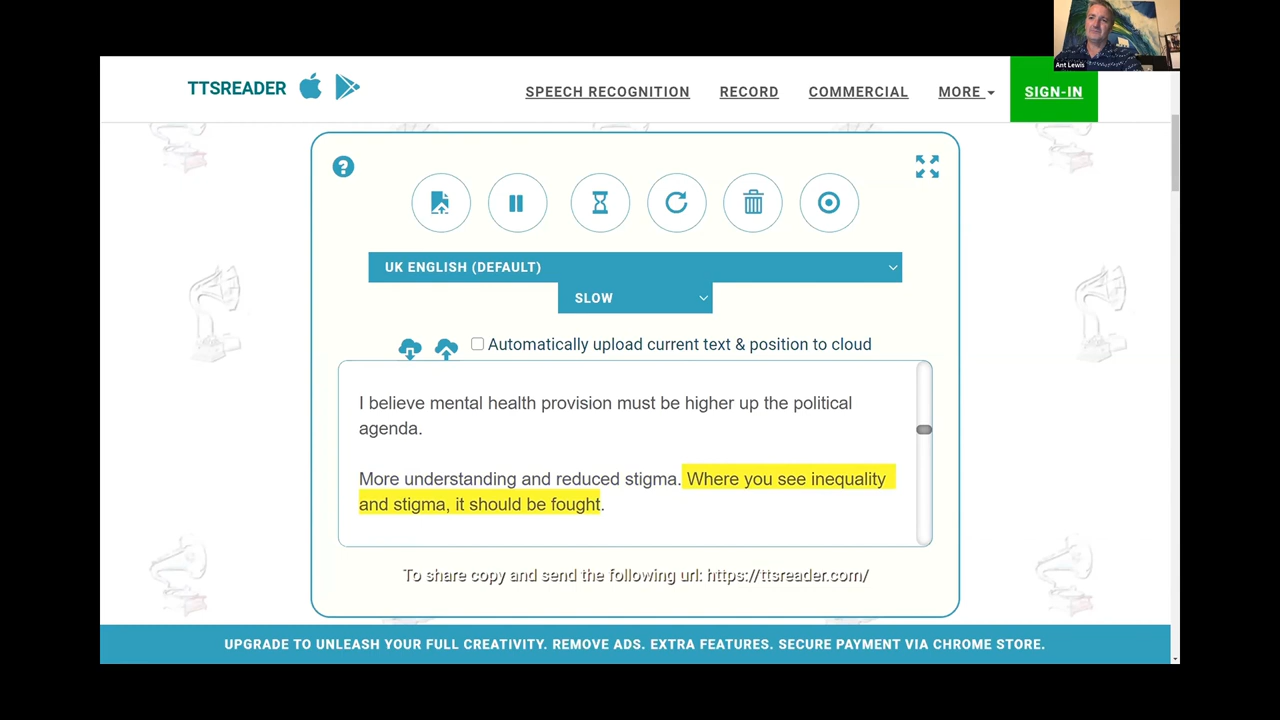 Ant Lewis
TTSREADER
SPEECH RECOGNITION RECORD COMMERCIAL MORE SIGN-IN
?
UK ENGLISH (DEFAULT)
SLOW
Automatically upload current text & position to cloud
I believe mental health provision must be higher up the political
agenda.
More understanding and reduced stigma. Where you see inequality
and stigma, it should be fought.
To share copy and send the following url: https://ttsreader.com/
UPGRADE TO UNLEASH YOUR FULL CREATIVITY. REMOVE ADS. EXTRA FEATURES. SECURE PAYMENT VIA CHROME STORE.